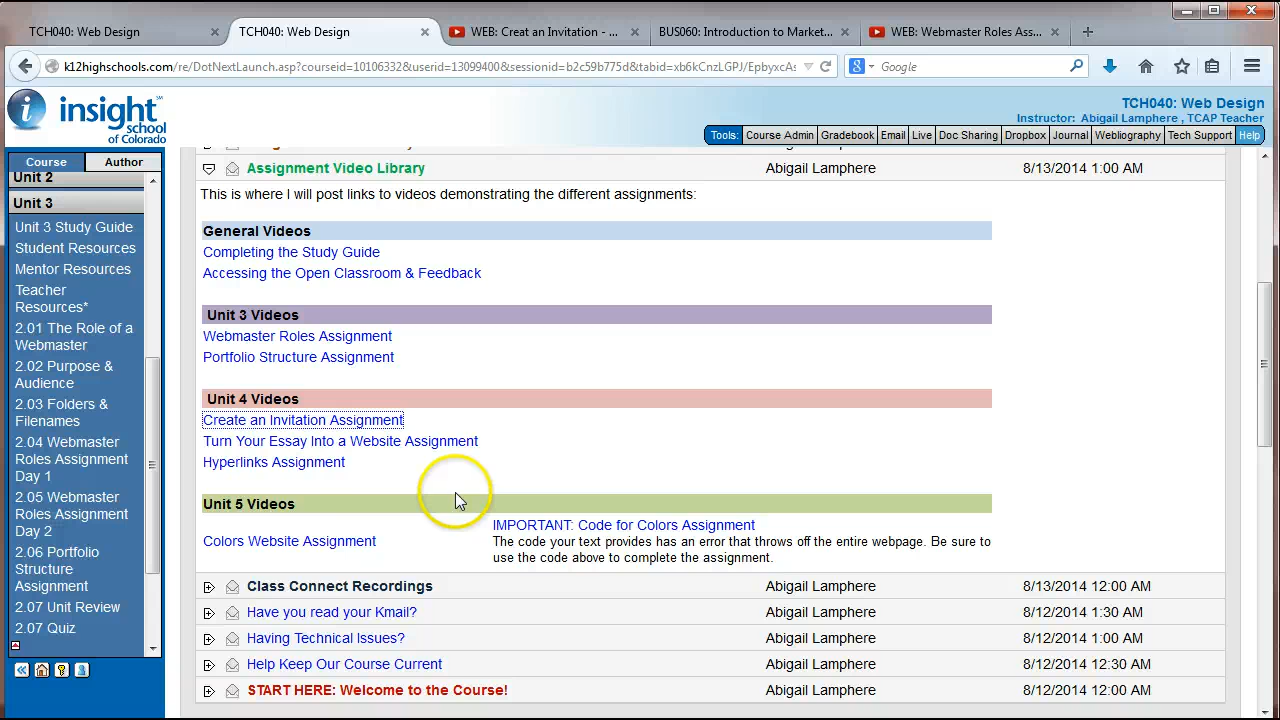 TCH040: Web Design
TCH040: Web Design
WEB: Creat an Invitation - ...
BUS060: Introduction to Market...
WEB: Webmaster Roles Ass...
k12highschools.com/re/DotNextLaunch.asp?courseid=10106332&userid=13099400&sessionid=b2c59b775d&tabid=xb6kCnzLGPJ/EpbyxcAs
Google
insight
school
of Colorado
TCH040: Web Design
Instructor: Abigail Lamphere , TCAP Teacher
Tools: Course Admin Gradebook Email Live Doc Sharing Dropbox Journal Webliography Tech Support Help
Course Author
Unit 2
Unit 3
Unit 3 Study Guide
Student Resources
Mentor Resources
Teacher
Resources*
2.01 The Role of a
Webmaster
2.02 Purpose &
Audience
2.03 Folders &
Filenames
2.04 Webmaster
Roles Assignment
Day 1
2.05 Webmaster
Roles Assignment
Day 2
2.06 Portfolio
Structure
Assignment
2.07 Unit Review
2.07 Quiz
Assignment Video Library Abigail Lamphere 8/13/2014 1:00 AM
This is where I will post links to videos demonstrating the different assignments:
General Videos
Completing the Study Guide
Accessing the Open Classroom & Feedback
Unit 3 Videos
Webmaster Roles Assignment
Portfolio Structure Assignment
Unit 4 Videos
Create an Invitation Assignment
Turn Your Essay Into a Website Assignment
Hyperlinks Assignment
Unit 5 Videos
Colors Website Assignment
IMPORTANT: Code for Colors Assignment
The code your text provides has an error that throws off the entire webpage. Be sure to
use the code above to complete the assignment.
Class Connect Recordings Abigail Lamphere 8/13/2014 12:00 AM
Have you read your Kmail? Abigail Lamphere 8/12/2014 1:30 AM
Having Technical Issues? Abigail Lamphere 8/12/2014 1:00 AM
Help Keep Our Course Current Abigail Lamphere 8/12/2014 12:30 AM
START HERE: Welcome to the Course! Abigail Lamphere 8/12/2014 12:00 AM